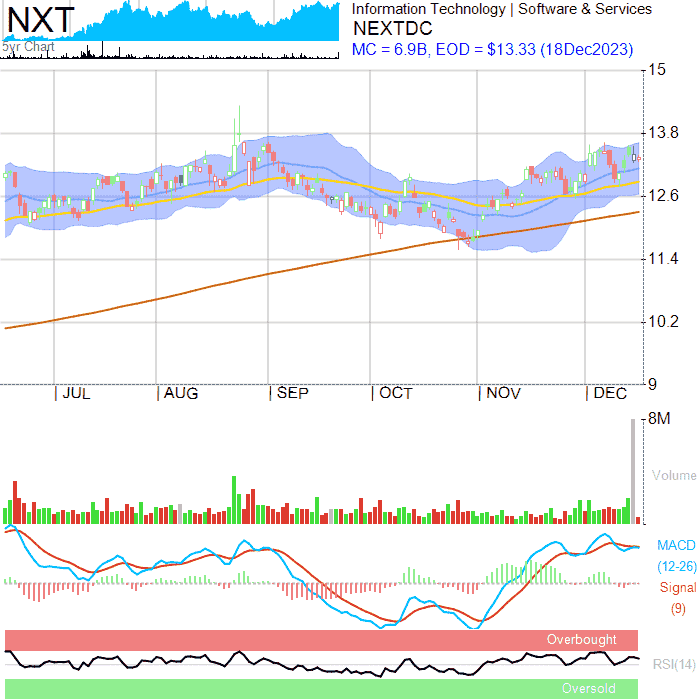 NXT
5yr Chart
Information Technology | Software & Services
NEXTDC
MC = 6.9B, EOD = $13.33 (18Dec2023)
15
13.8
12.6
11.4
10.2
9
JUL AUG SEP OCT NOV DEC
8M
Volume
MACD
(12-26)
Signal
(9)
Overbought
RSI(14)
Oversold